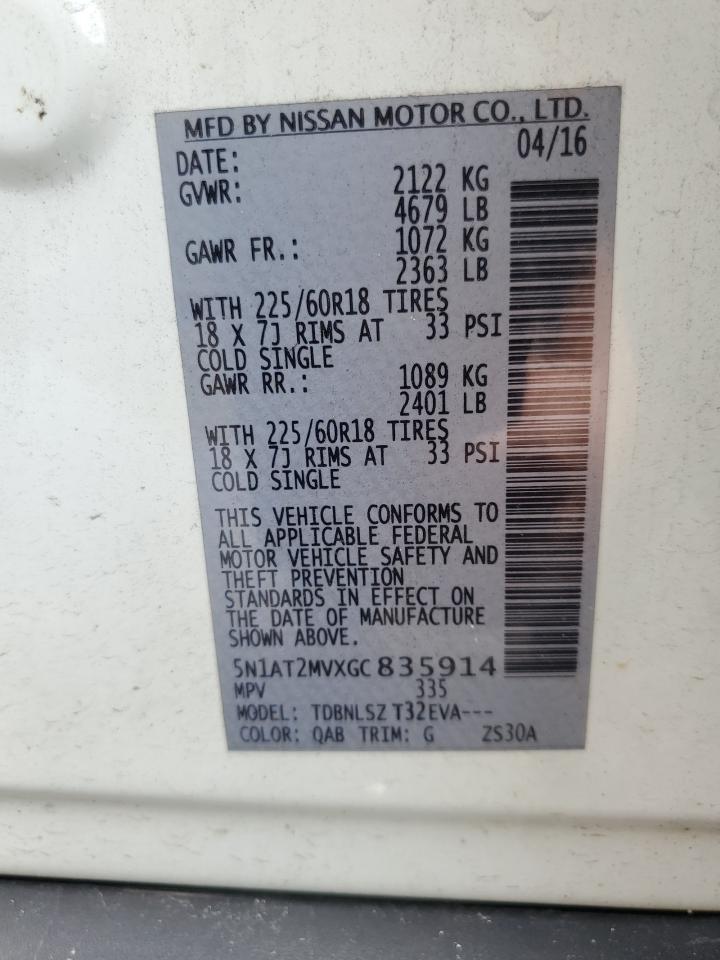 MFD BY NISSAN MOTOR CO., LTD.
DATE: 04/16
GVWR: 2122 KG
4679 LB
GAWR FR.: 1072 KG
2363 LB
WITH 225/60R18 TIRES
18 X 7J RIMS AT 33 PSI
COLD SINGLE
GAWR RR.: 1089 KG
2401 LB
WITH 225/60R18 TIRES
18 X 7J RIMS AT 33 PSI
COLD SINGLE
THIS VEHICLE CONFORMS TO
ALL APPLICABLE FEDERAL
MOTOR VEHICLE SAFETY AND
THEFT PREVENTION
STANDARDS IN EFFECT ON
THE DATE OF MANUFACTURE
SHOWN ABOVE.
5N1AT2MVXGC835914
MPV 335
MODEL: TDBNLSZ T32EVA---
COLOR: QAB TRIM: G ZS30A